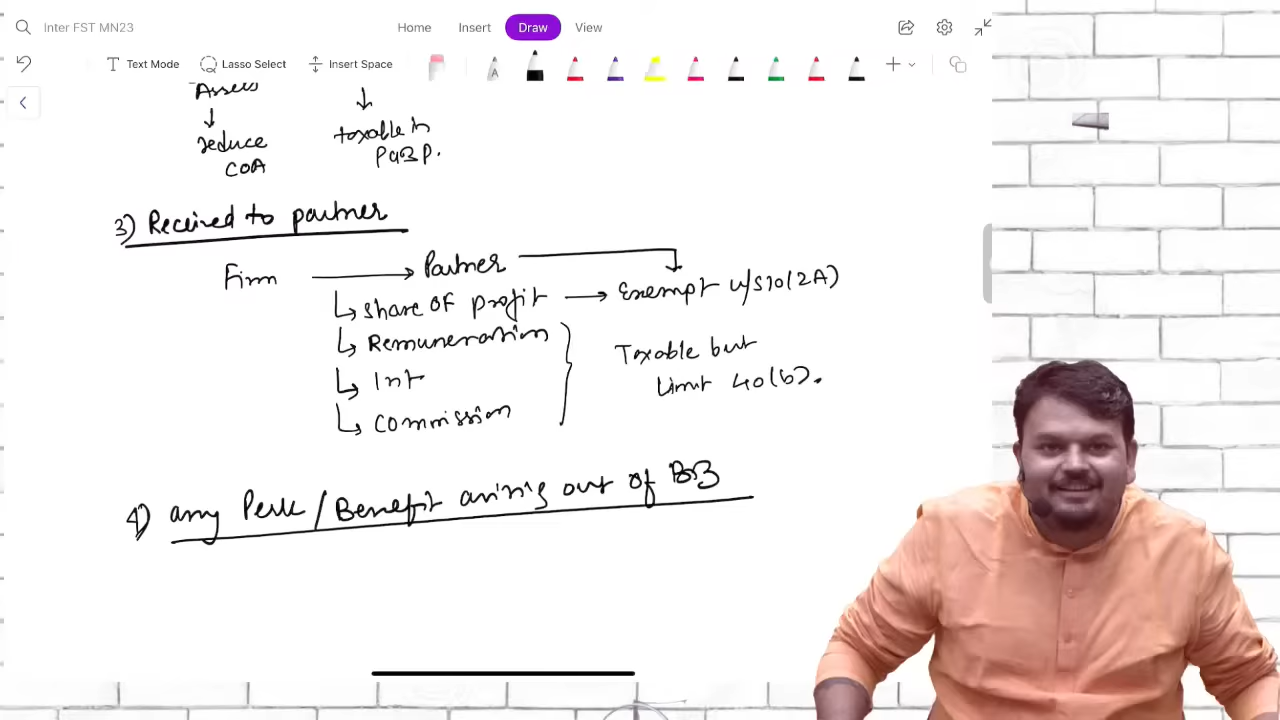 Inter FST MN23
Home Insert Draw View
Text Mode Lasso Select Insert Space
A
Assess
↓ ↓
reduce taxable in
COA PGBP.
3) Received to partner
Firm → Partner
↳ share of profit → Exempt u/s 10(2A)
↳ Remuneration
↳ Int
↳ Commission
Taxable but
Limit 40(b).
4) any Perk / Benefit arising out of B3